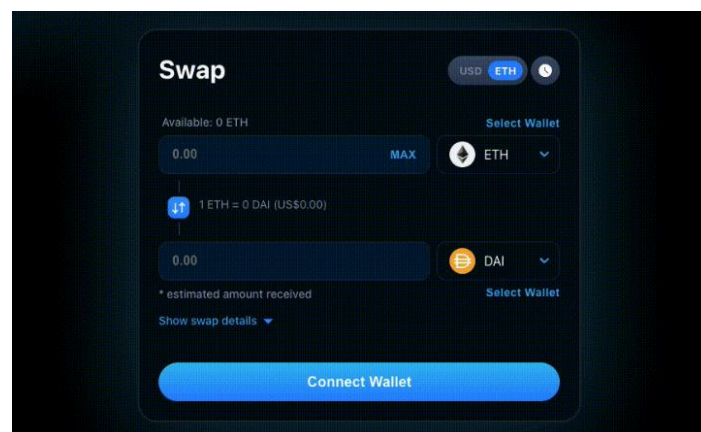 Swap
USD ETH
Available: 0 ETH
Select Wallet
0.00 MAX
ETH
1 ETH = 0 DAI (US$0.00)
0.00
DAI
* estimated amount received
Select Wallet
Show swap details
Connect Wallet